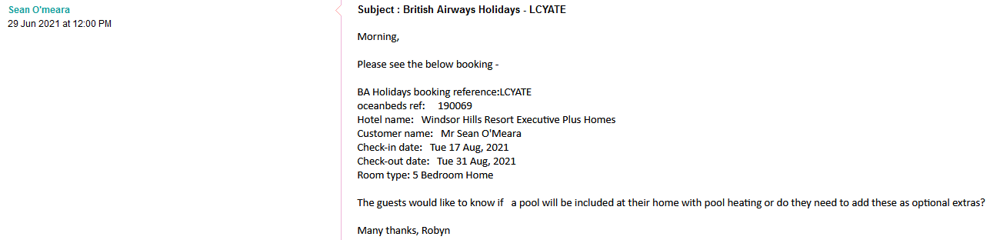 Sean O'meara
29 Jun 2021 at 12:00 PM
Subject : British Airways Holidays - LCYATE
Morning,
Please see the below booking -
BA Holidays booking reference:LCYATE
oceanbeds ref: 190069
Hotel name: Windsor Hills Resort Executive Plus Homes
Customer name: Mr Sean O'Meara
Check-in date: Tue 17 Aug, 2021
Check-out date: Tue 31 Aug, 2021
Room type: 5 Bedroom Home
The guests would like to know if a pool will be included at their home with pool heating or do they need to add these as optional extras?
Many thanks, Robyn